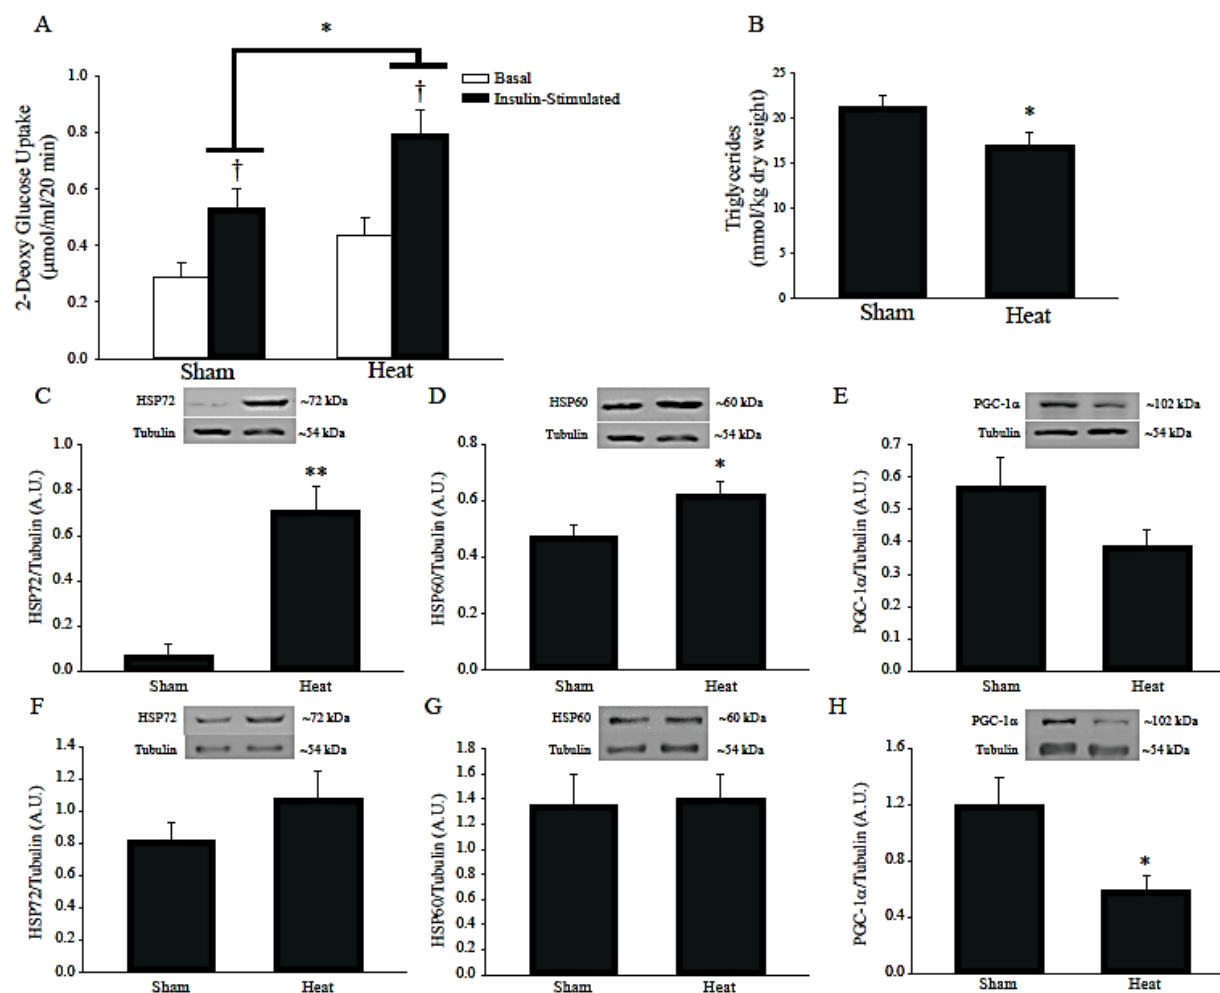 A
*
1.0
0.8
0.6
0.4
0.2
0.0
2-Deoxy Glucose Uptake
(μmol/ml/20 min)
†
†
Basal
Insulin-Stimulated
Sham
Heat
B
25
20
15
10
5
0
Triglycerides
(mmol/kg dry weight)
*
Sham
Heat
C
HSP72
~72 kDa
Tubulin
~54 kDa
1.0
0.8
0.6
0.4
0.2
0.0
HSP72/Tubulin (A.U.)
**
Sham
Heat
D
HSP60
~60 kDa
Tubulin
~54 kDa
0.8
0.6
0.4
0.2
0.0
HSP60/Tubulin (A.U.)
*
Sham
Heat
E
PGC-1α
~102 kDa
Tubulin
~54 kDa
0.7
0.6
0.5
0.4
0.3
0.2
0.1
0.0
PGC-1α/Tubulin (A.U.)
Sham
Heat
F
HSP72
~72 kDa
Tubulin
~54 kDa
1.4
1.2
1.0
0.8
0.6
0.4
0.2
0.0
HSP72/Tubulin (A.U.)
Sham
Heat
G
HSP60
~60 kDa
Tubulin
~54 kDa
1.8
1.6
1.4
1.2
1.0
0.8
0.6
0.4
0.2
0.0
HSP60/Tubulin (A.U.)
Sham
Heat
H
PGC-1α
~102 kDa
Tubulin
~54 kDa
1.6
1.2
0.8
0.4
0.0
PGC-1α/Tubulin (A.U.)
*
Sham
Heat